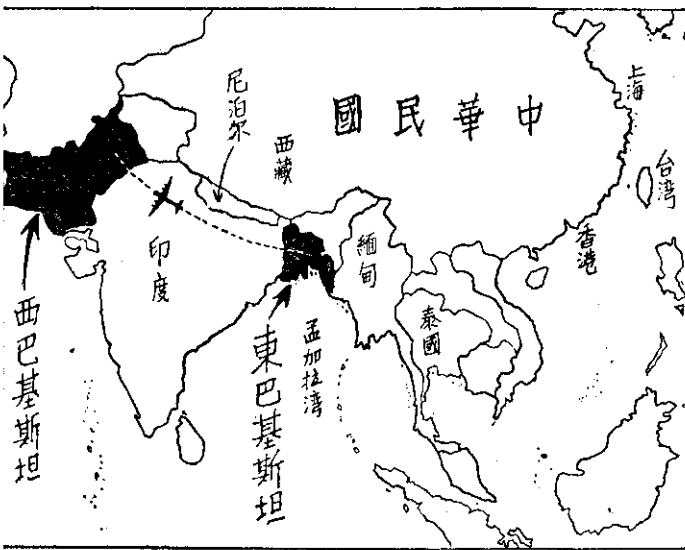 中華民國
上海
尼泊尔
西藏
台湾
香港
緬甸
印度
泰國
孟加拉湾
東巴基斯坦
西巴基斯坦